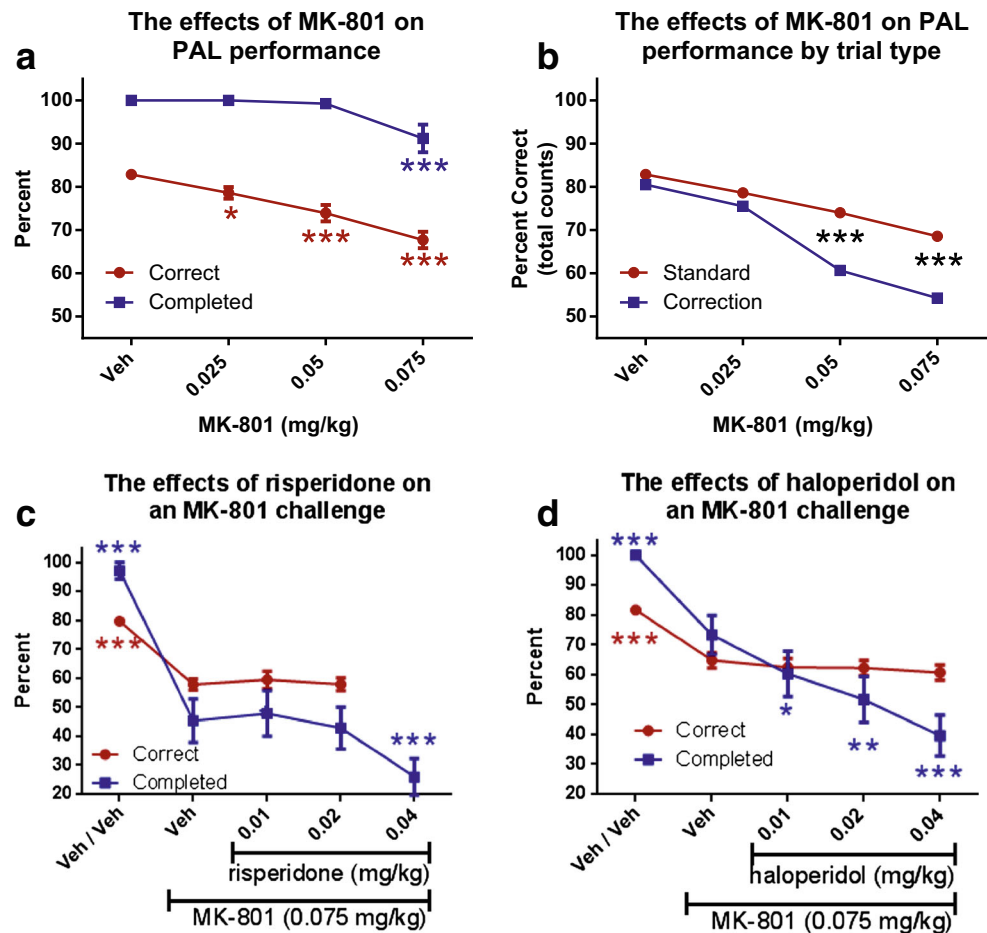 a
The effects of MK-801 on
PAL performance
Percent
100
90
80
70
60
50
***
*
***
***
Correct
Completed
Veh
0.025
0.05
0.075
MK-801 (mg/kg)
b
The effects of MK-801 on PAL
performance by trial type
Percent Correct
(total counts)
100
90
80
70
60
50
***
***
Standard
Correction
Veh
0.025
0.05
0.075
MK-801 (mg/kg)
c
The effects of risperidone on
an MK-801 challenge
Percent
100
90
80
70
60
50
40
30
20
***
***
***
Correct
Completed
Veh / Veh
Veh
0.01
0.02
0.04
risperidone (mg/kg)
MK-801 (0.075 mg/kg)
d
The effects of haloperidol on
an MK-801 challenge
Percent
100
90
80
70
60
50
40
30
20
***
***
*
**
***
Correct
Completed
Veh / Veh
Veh
0.01
0.02
0.04
haloperidol (mg/kg)
MK-801 (0.075 mg/kg)